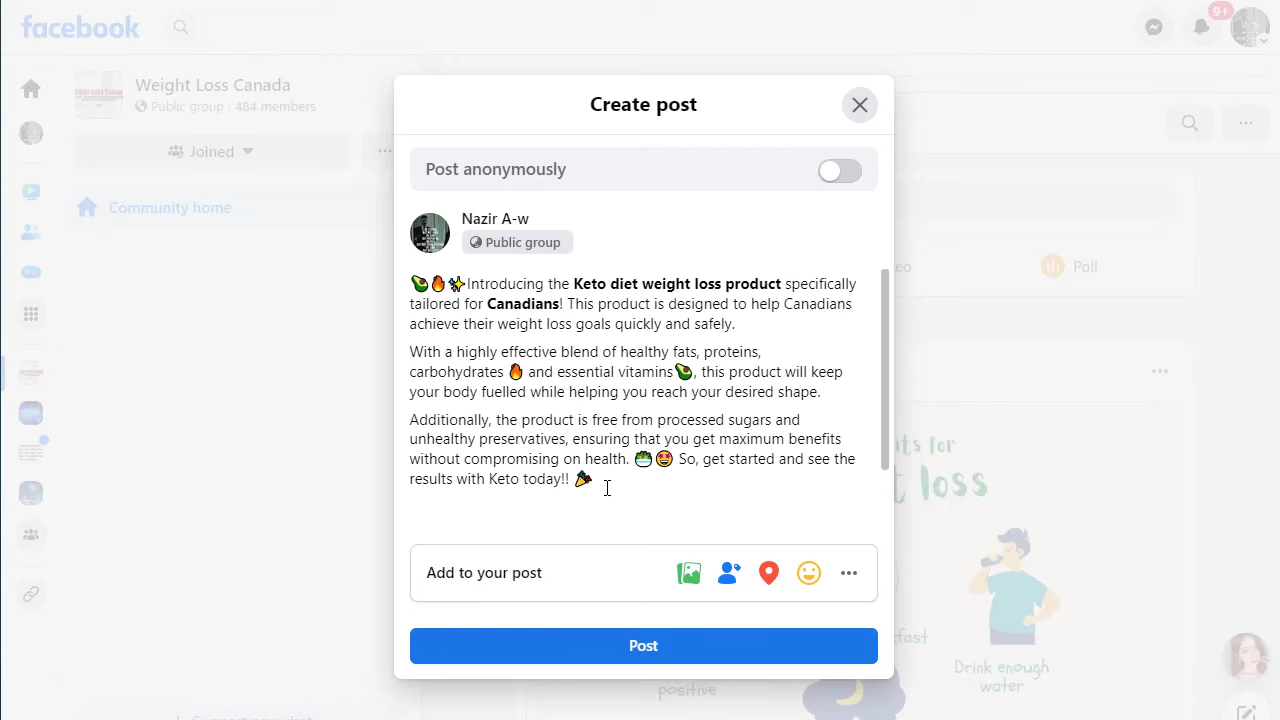 facebook
9+
Weight Loss Canada
Public group · 484 members
Joined
Community home
Create post
Post anonymously
Nazir A-w
Public group
🥑🔥✨Introducing the Keto diet weight loss product specifically
tailored for Canadians! This product is designed to help Canadians
achieve their weight loss goals quickly and safely.
With a highly effective blend of healthy fats, proteins,
carbohydrates 🔥 and essential vitamins🥑, this product will keep
your body fuelled while helping you reach your desired shape.
Additionally, the product is free from processed sugars and
unhealthy preservatives, ensuring that you get maximum benefits
without compromising on health. 🥗🤩 So, get started and see the
results with Keto today!! 🎉
Add to your post
Post
Poll
for
loss
Drink enough
water
positive